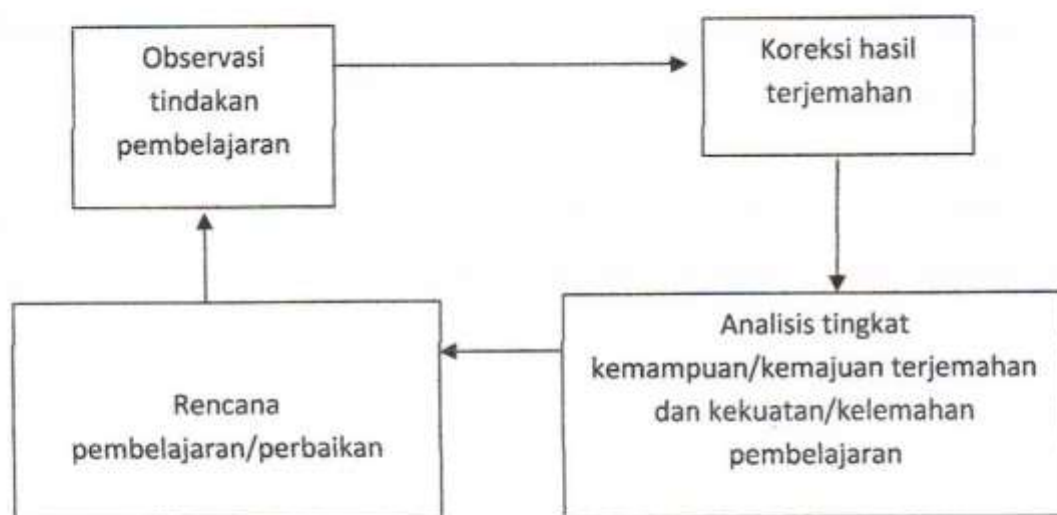 Observasi
tindakan
pembelajaran
Koreksi hasil
terjemahan
Analisis tingkat
kemampuan/kemajuan terjemahan
dan kekuatan/kelemahan
pembelajaran
Rencana
pembelajaran/perbaikan